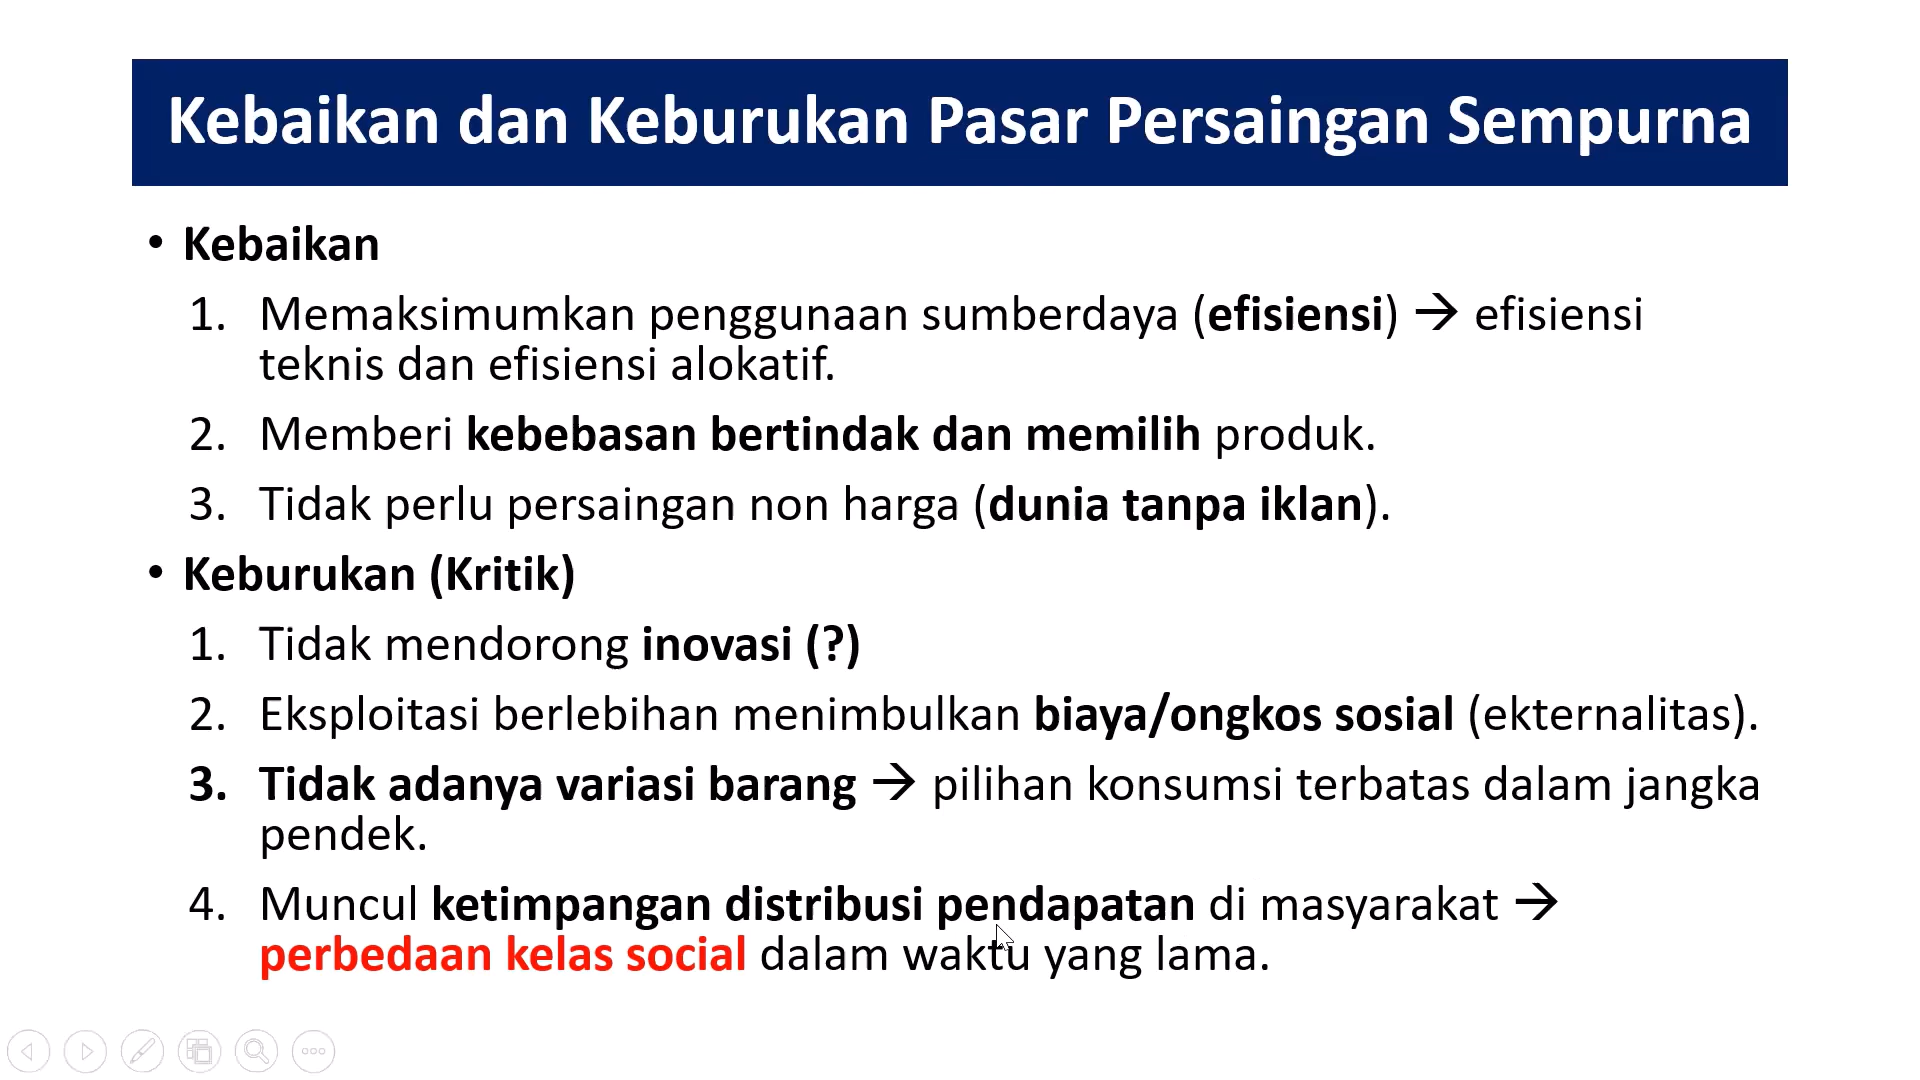 Kebaikan dan Keburukan Pasar Persaingan Sempurna
• Kebaikan
1. Memaksimumkan penggunaan sumberdaya (efisiensi) → efisiensi
teknis dan efisiensi alokatif.
2. Memberi kebebasan bertindak dan memilih produk.
3. Tidak perlu persaingan non harga (dunia tanpa iklan).
• Keburukan (Kritik)
1. Tidak mendorong inovasi (?)
2. Eksploitasi berlebihan menimbulkan biaya/ongkos sosial (ekternalitas).
3. Tidak adanya variasi barang → pilihan konsumsi terbatas dalam jangka
pendek.
4. Muncul ketimpangan distribusi pendapatan di masyarakat →
perbedaan kelas social dalam waktu yang lama.